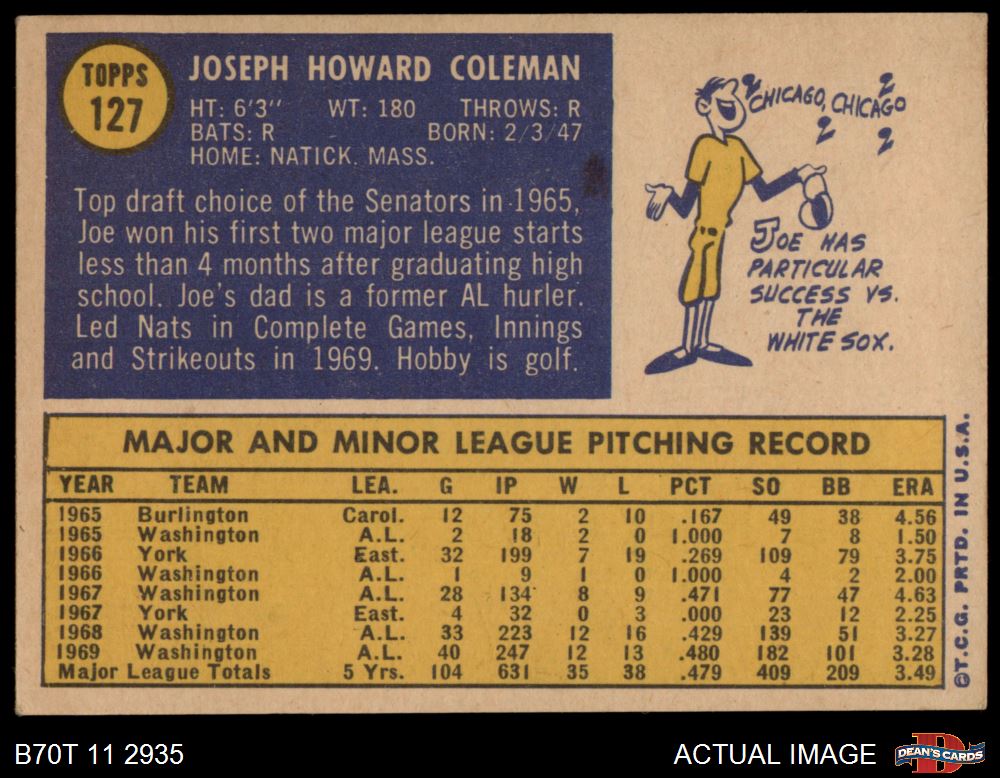 TOPPS
127
JOSEPH HOWARD COLEMAN
HT: 6'3" WT: 180 THROWS: R
BATS: R BORN: 2/3/47
HOME: NATICK. MASS.
Top draft choice of the Senators in 1965,
Joe won his first two major league starts
less than 4 months after graduating high
school. Joe's dad is a former AL hurler.
Led Nats in Complete Games, Innings
and Strikeouts in 1969. Hobby is golf.
CHICAGO, CHICAGO
JOE HAS
PARTICULAR
SUCCESS VS.
THE
WHITE SOX.
MAJOR AND MINOR LEAGUE PITCHING RECORD
YEAR TEAM LEA. G IP W L PCT SO BB ERA
1965 Burlington Carol. 12 75 2 10 .167 49 38 4.56
1965 Washington A.L. 2 18 2 0 1.000 7 8 1.50
1966 York East. 32 199 7 19 .269 109 79 3.75
1966 Washington A.L. 1 9 1 0 1.000 4 2 2.00
1967 Washington A.L. 28 134 8 9 .471 77 47 4.63
1967 York East. 4 32 0 3 .000 23 12 2.25
1968 Washington A.L. 33 223 12 16 .429 139 51 3.27
1969 Washington A.L. 40 247 12 13 .480 182 101 3.28
Major League Totals 5 Yrs. 104 631 35 38 .479 409 209 3.49
©T.C.G. PRTD. IN U.S.A.
B70T 11 2935
ACTUAL IMAGE
DEAN'S CARDS